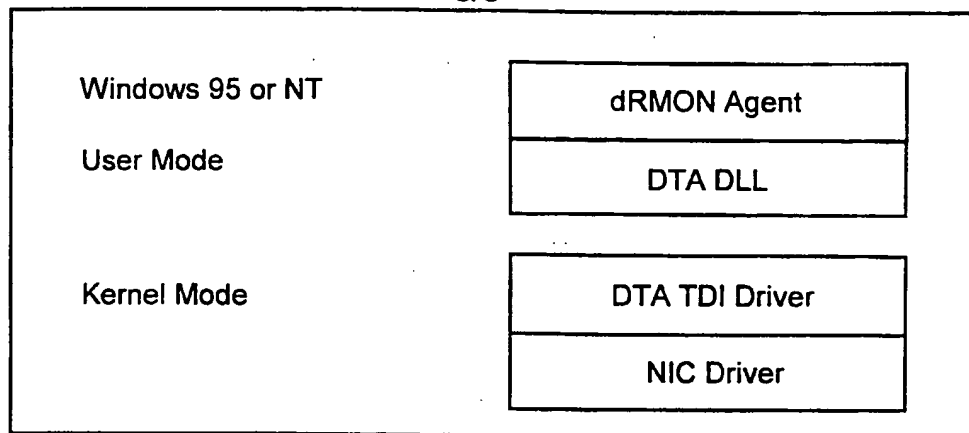 Windows 95 or NT
dRMON Agent
User Mode
DTA DLL
Kernel Mode
DTA TDI Driver
NIC Driver